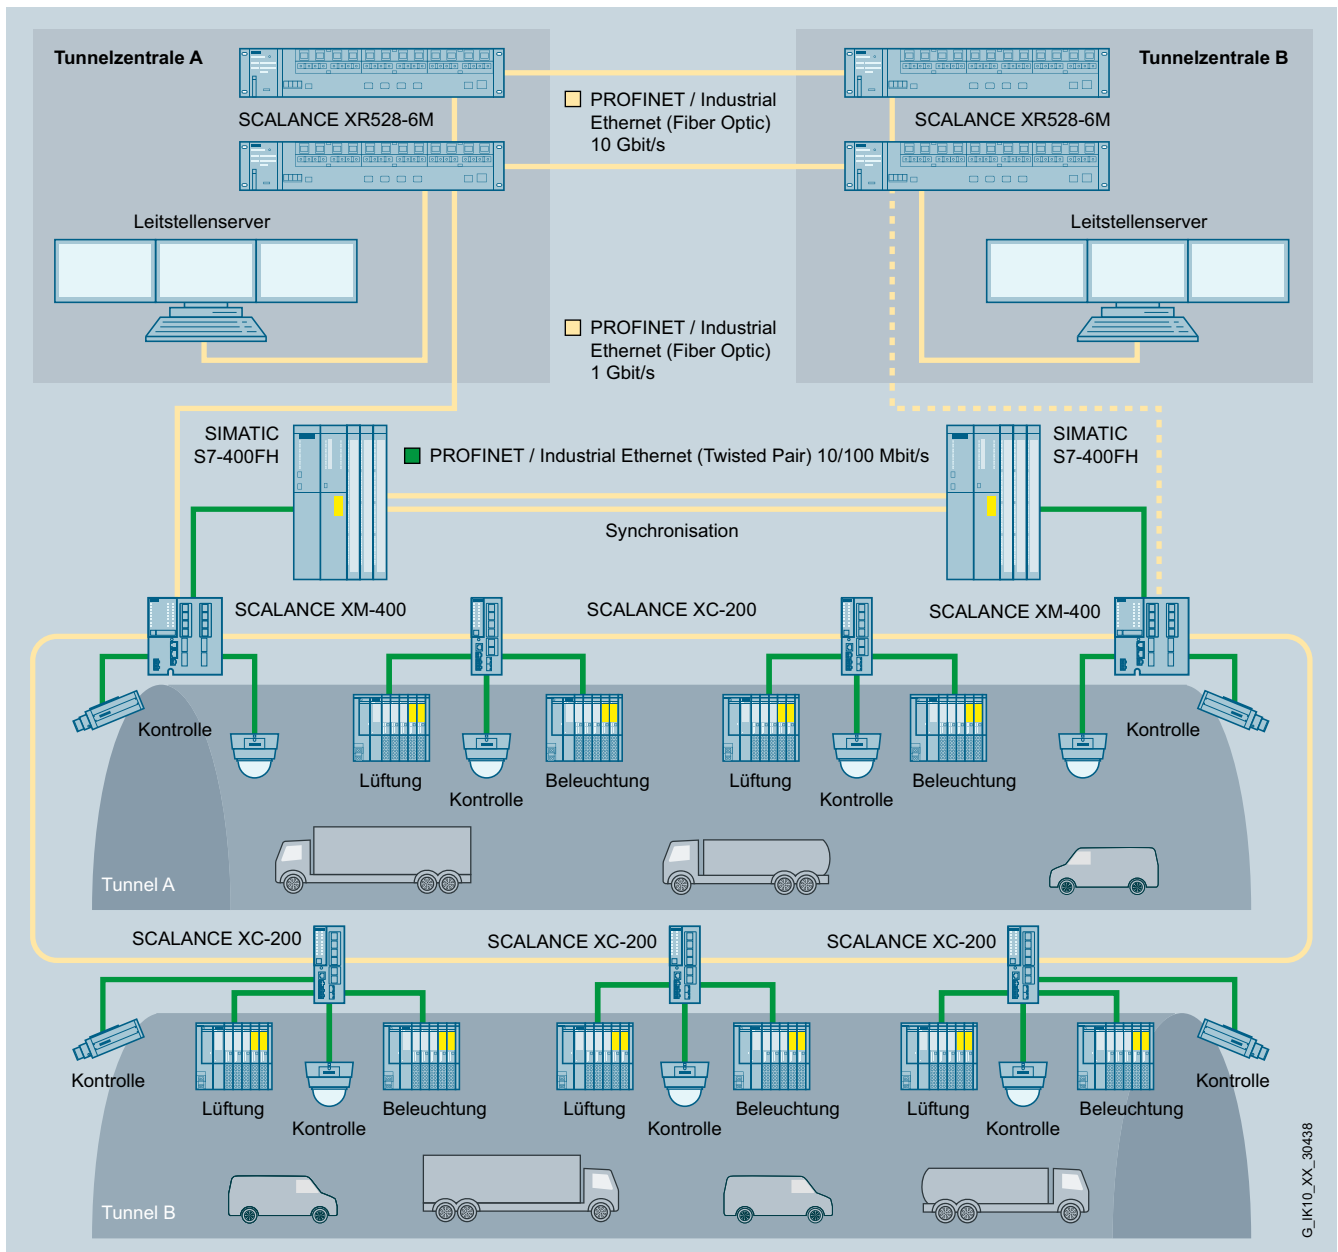 Tunnelzentrale A
Tunnelzentrale B
PROFINET / Industrial
Ethernet (Fiber Optic)
10 Gbit/s
SCALANCE XR528-6M
SCALANCE XR528-6M
Leitstellenserver
Leitstellenserver
PROFINET / Industrial
Ethernet (Fiber Optic)
1 Gbit/s
SIMATIC
S7-400FH
PROFINET / Industrial Ethernet (Twisted Pair) 10/100 Mbit/s
SIMATIC
S7-400FH
Synchronisation
SCALANCE XM-400
SCALANCE XC-200
SCALANCE XM-400
Kontrolle
Kontrolle
Lüftung
Beleuchtung
Lüftung
Beleuchtung
Kontrolle
Kontrolle
Tunnel A
SCALANCE XC-200
SCALANCE XC-200
SCALANCE XC-200
Kontrolle
Kontrolle
Lüftung
Beleuchtung
Lüftung
Beleuchtung
Lüftung
Beleuchtung
Kontrolle
Kontrolle
Kontrolle
Tunnel B
G_IK10_XX_30438